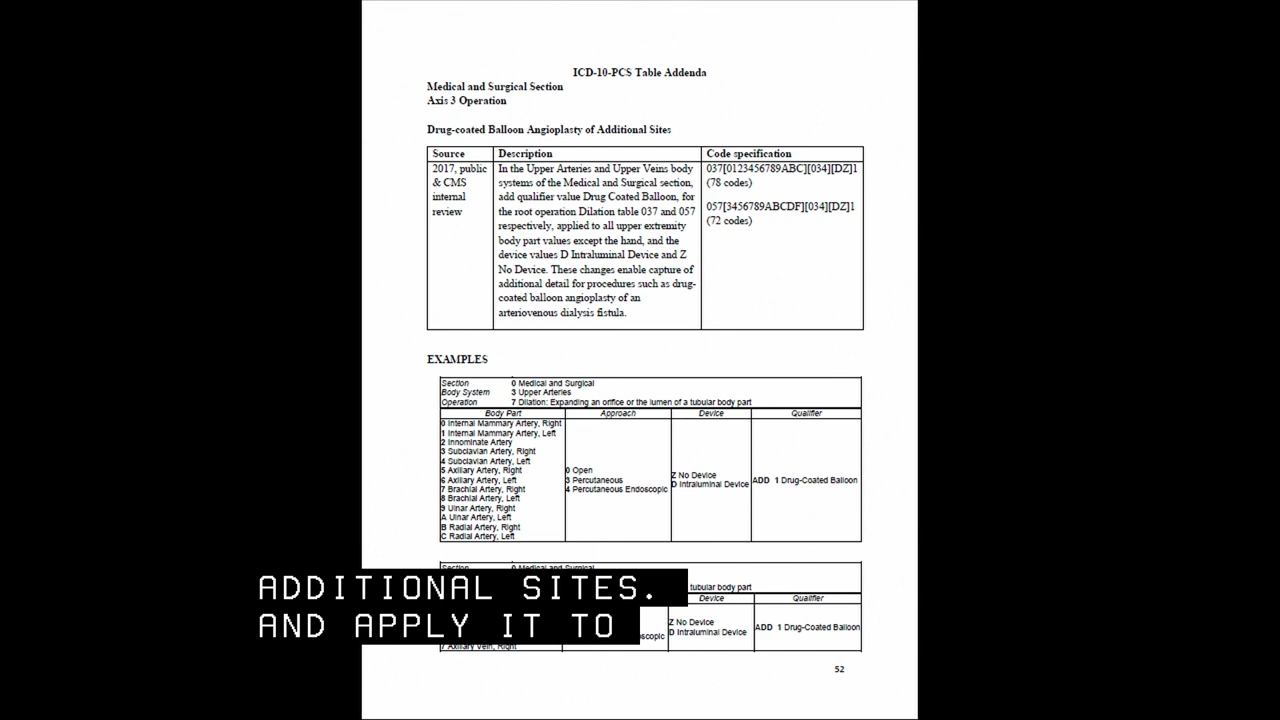 ICD-10-PCS Table Addenda
Medical and Surgical Section
Axis 3 Operation
Drug-coated Balloon Angioplasty of Additional Sites
Source Description Code specification
2017, public & CMS internal review
In the Upper Arteries and Upper Veins body
systems of the Medical and Surgical section,
add qualifier value Drug Coated Balloon, for
the root operation Dilation table 037 and 057
respectively, applied to all upper extremity
body part values except the hand, and the
device values D Intraluminal Device and Z
No Device. These changes enable capture of
additional detail for procedures such as drug-
coated balloon angioplasty of an
arteriovenous dialysis fistula.
037[0123456789ABC][034][DZ]1
(78 codes)
057[3456789ABCDF][034][DZ]1
(72 codes)
EXAMPLES
Section 0 Medical and Surgical
Body System 3 Upper Arteries
Operation 7 Dilation: Expanding an orifice or the lumen of a tubular body part
Body Part Approach Device Qualifier
0 Internal Mammary Artery, Right
1 Internal Mammary Artery, Left
2 Innominate Artery
3 Subclavian Artery, Right
4 Subclavian Artery, Left
5 Axillary Artery, Right
6 Axillary Artery, Left
7 Brachial Artery, Right
8 Brachial Artery, Left
9 Ulnar Artery, Right
A Ulnar Artery, Left
B Radial Artery, Right
C Radial Artery, Left
0 Open
3 Percutaneous
4 Percutaneous Endoscopic
Z No Device
D Intraluminal Device
ADD 1 Drug-Coated Balloon
Section 0 Medical and Surgical
tubular body part
Device Qualifier
Z No Device
D Intraluminal Device
ADD 1 Drug-Coated Balloon
7 Axillary Vein, Right
ADDITIONAL SITES.
AND APPLY IT TO
52